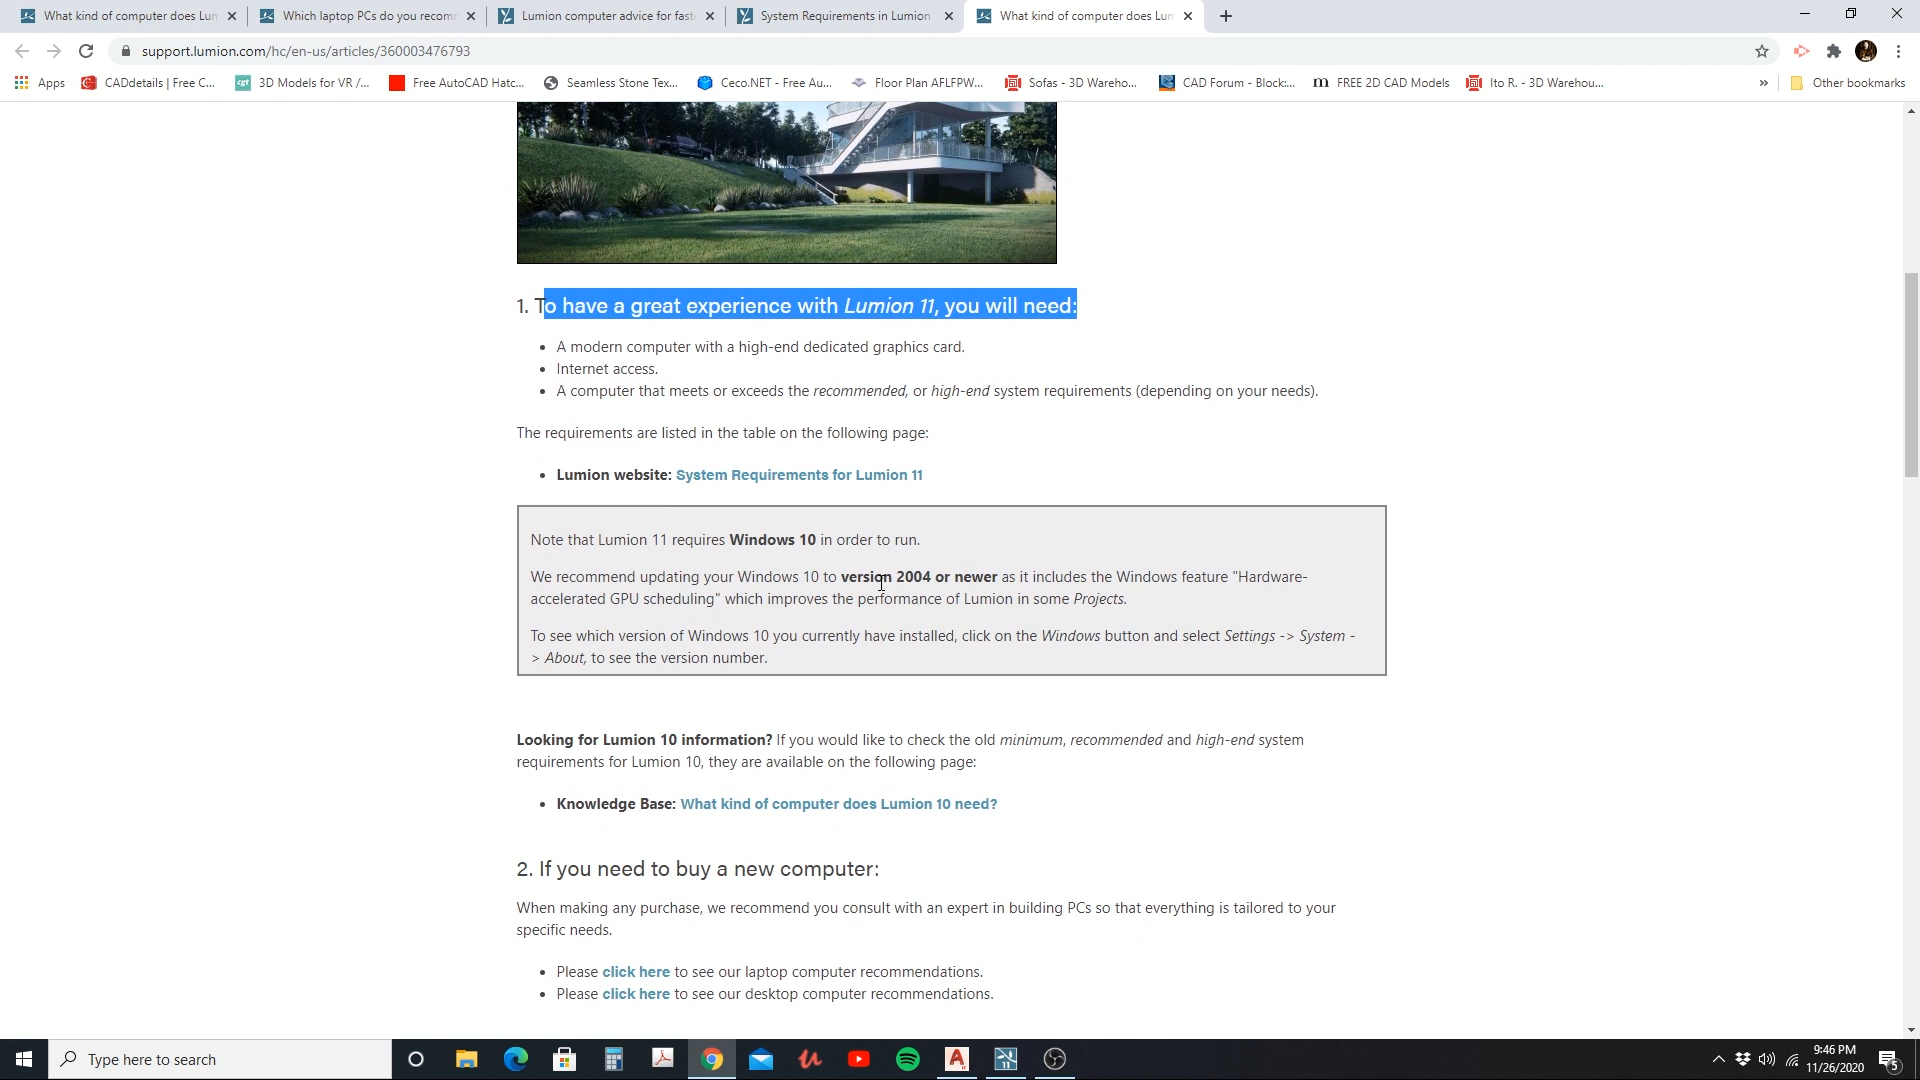 What kind of computer does Lun
Which laptop PCs do you recomm
Lumion computer advice for fast
System Requirements in Lumion
What kind of computer does Lun
support.lumion.com/hc/en-us/articles/360003476793
Apps
CADdetails | Free C...
3D Models for VR /...
Free AutoCAD Hatc...
Seamless Stone Tex...
Ceco.NET - Free Au...
Floor Plan AFLFPW...
Sofas - 3D Wareho...
CAD Forum - Block:...
FREE 2D CAD Models
Ito R. - 3D Warehou...
»
Other bookmarks
1. To have a great experience with Lumion 11, you will need:
• A modern computer with a high-end dedicated graphics card.
• Internet access.
• A computer that meets or exceeds the recommended, or high-end system requirements (depending on your needs).
The requirements are listed in the table on the following page:
• Lumion website: System Requirements for Lumion 11
Note that Lumion 11 requires Windows 10 in order to run.
We recommend updating your Windows 10 to version 2004 or newer as it includes the Windows feature "Hardware-
accelerated GPU scheduling" which improves the performance of Lumion in some Projects.
To see which version of Windows 10 you currently have installed, click on the Windows button and select Settings -> System -
> About, to see the version number.
Looking for Lumion 10 information? If you would like to check the old minimum, recommended and high-end system
requirements for Lumion 10, they are available on the following page:
• Knowledge Base: What kind of computer does Lumion 10 need?
2. If you need to buy a new computer:
When making any purchase, we recommend you consult with an expert in building PCs so that everything is tailored to your
specific needs.
• Please click here to see our laptop computer recommendations.
• Please click here to see our desktop computer recommendations.
Type here to search
9:46 PM
11/26/2020
5